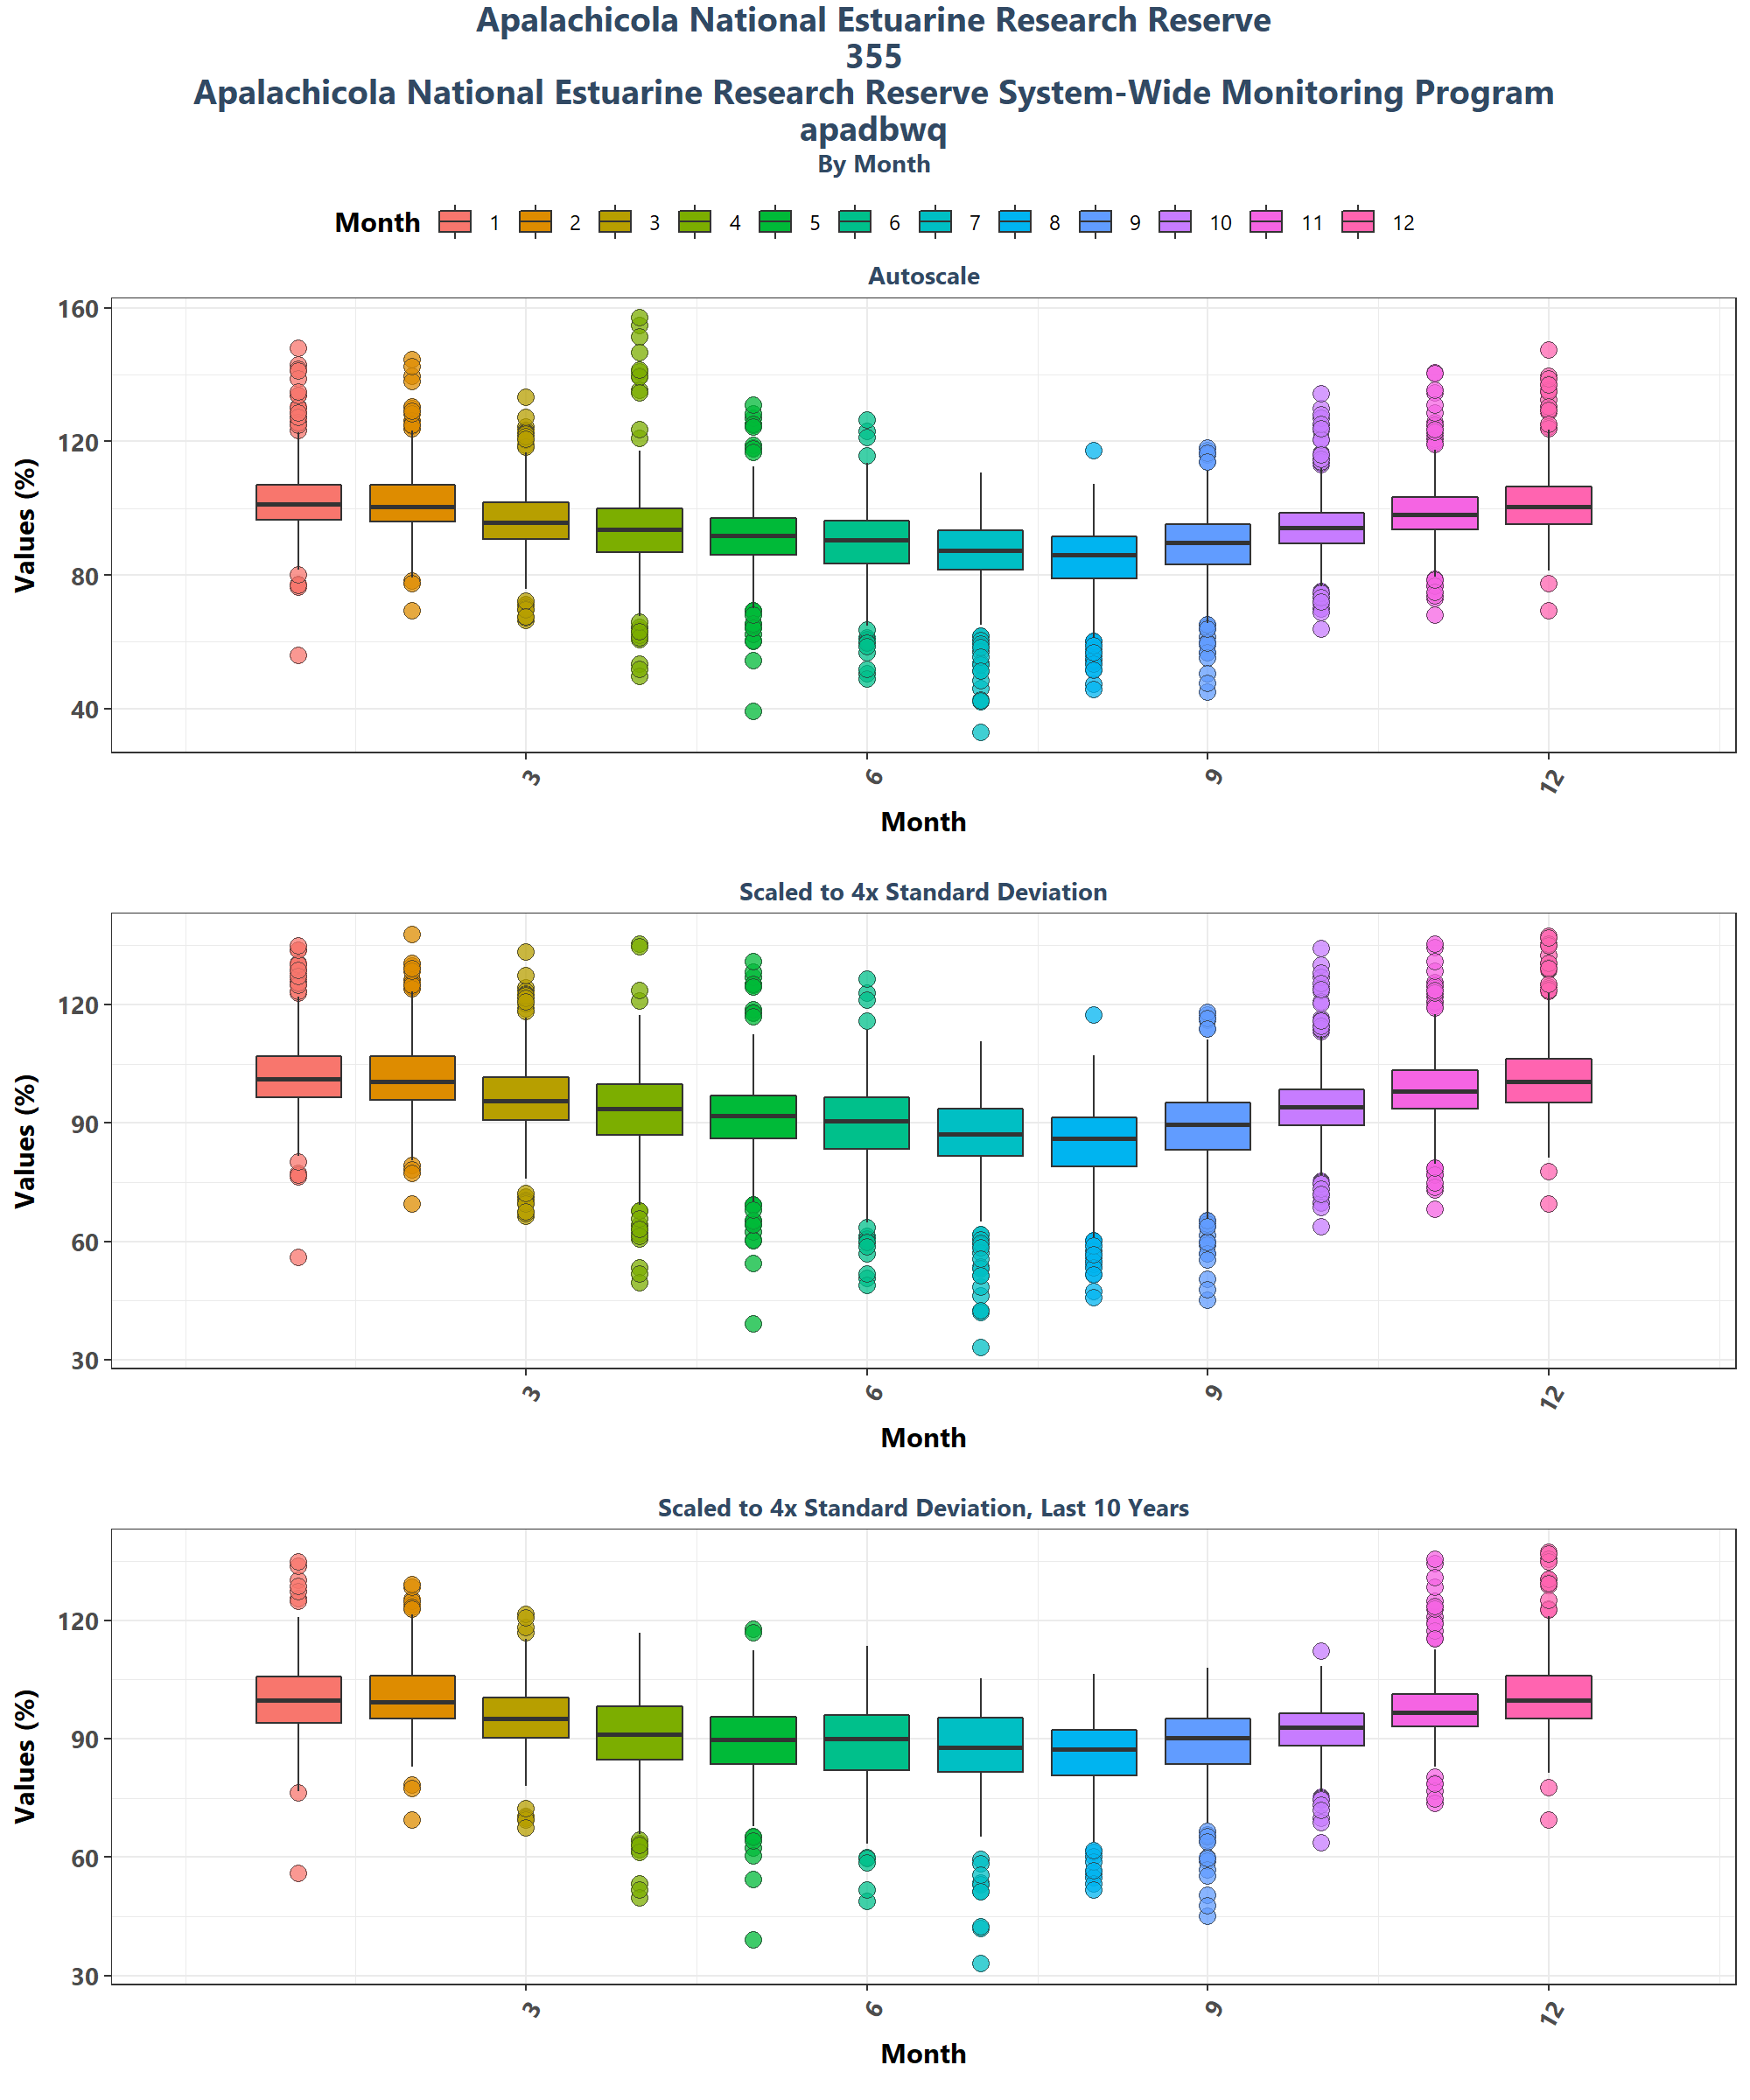 Apalachicola National Estuarine Research Reserve
355
Apalachicola National Estuarine Research Reserve System-Wide Monitoring Program
apadbwq
By Month
Month 1 2 3 4 5 6 7 8 9 10 11 12
Autoscale
Values (%)
160
120
80
40
3 6 9 12
Month
Scaled to 4x Standard Deviation
Values (%)
120
90
60
30
3 6 9 12
Month
Scaled to 4x Standard Deviation, Last 10 Years
Values (%)
120
90
60
30
3 6 9 12
Month